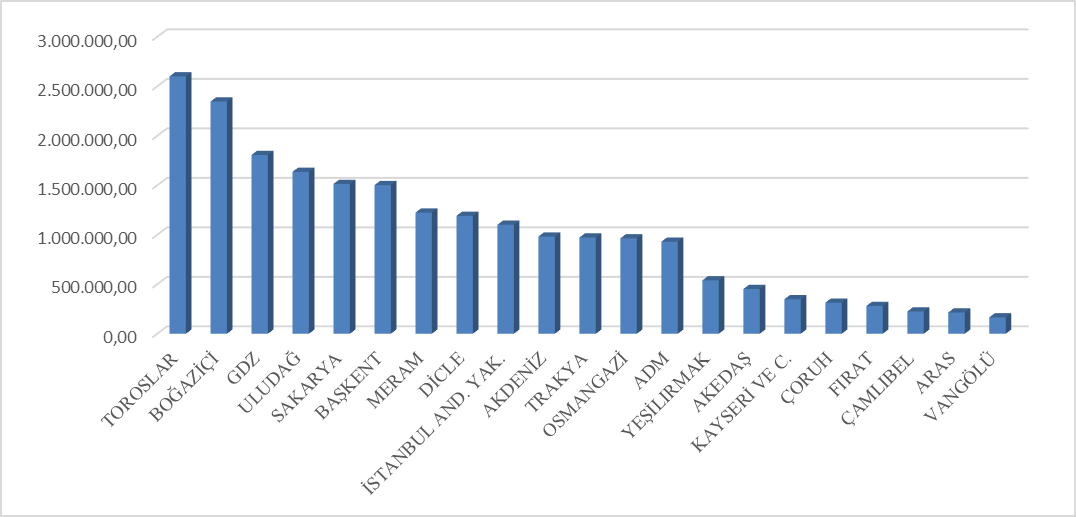 3.000.000,00
2.500.000,00
2.000.000,00
1.500.000,00
1.000.000,00
500.000,00
0,00
TOROSLAR
BOĞAZİÇİ
GDZ
ULUDAĞ
SAKARYA
BAŞKENT
MERAM
DİCLE
İSTANBUL AND. YAK.
AKDENİZ
TRAKYA
OSMANGAZİ
ADM
YEŞİLIRMAK
AKEDAŞ
KAYSERİ VE C.
ÇORUH
FIRAT
ÇAMLIBEL
ARAS
VANGÖLÜ